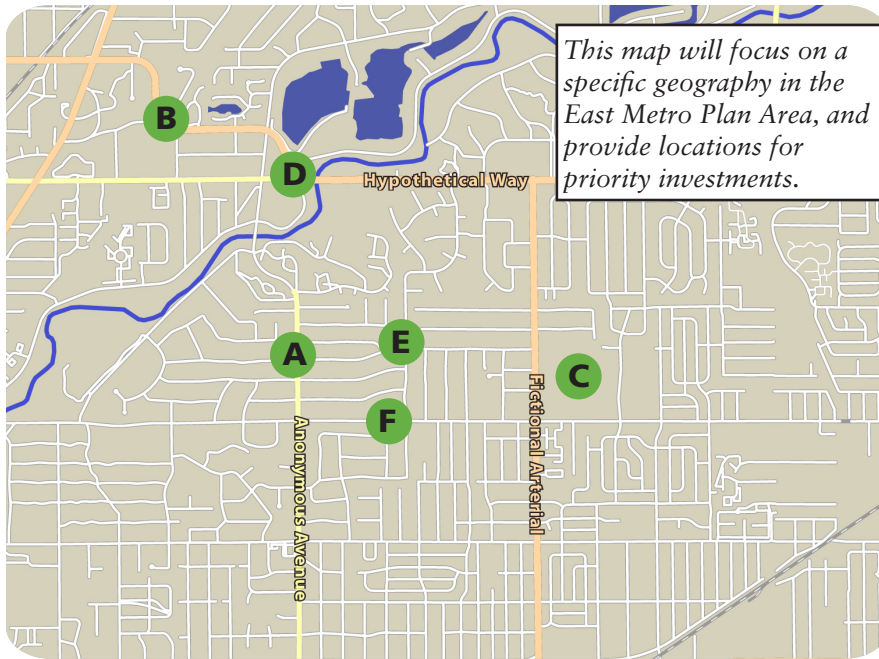 This map will focus on a
specific geography in the
East Metro Plan Area, and
provide locations for
priority investments.
B
D
Hypothetical Way
A
E
C
F
Fictional Arterial
Anonymous Avenue